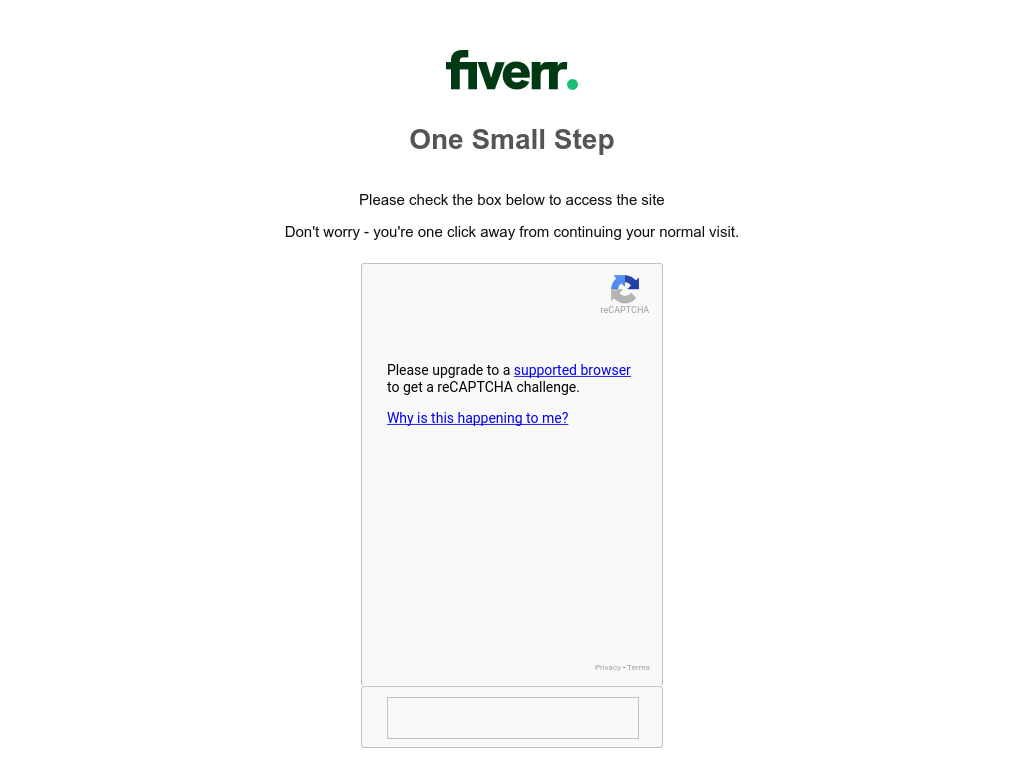 fiverr.
One Small Step
Please check the box below to access the site
Don't worry - you're one click away from continuing your normal visit.
reCAPTCHA
Please upgrade to a supported browser
to get a reCAPTCHA challenge.
Why is this happening to me?
Privacy - Terms